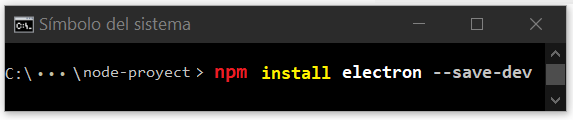 Símbolo del sistema
C:\ ••• \node-proyect > npm install electron --save-dev